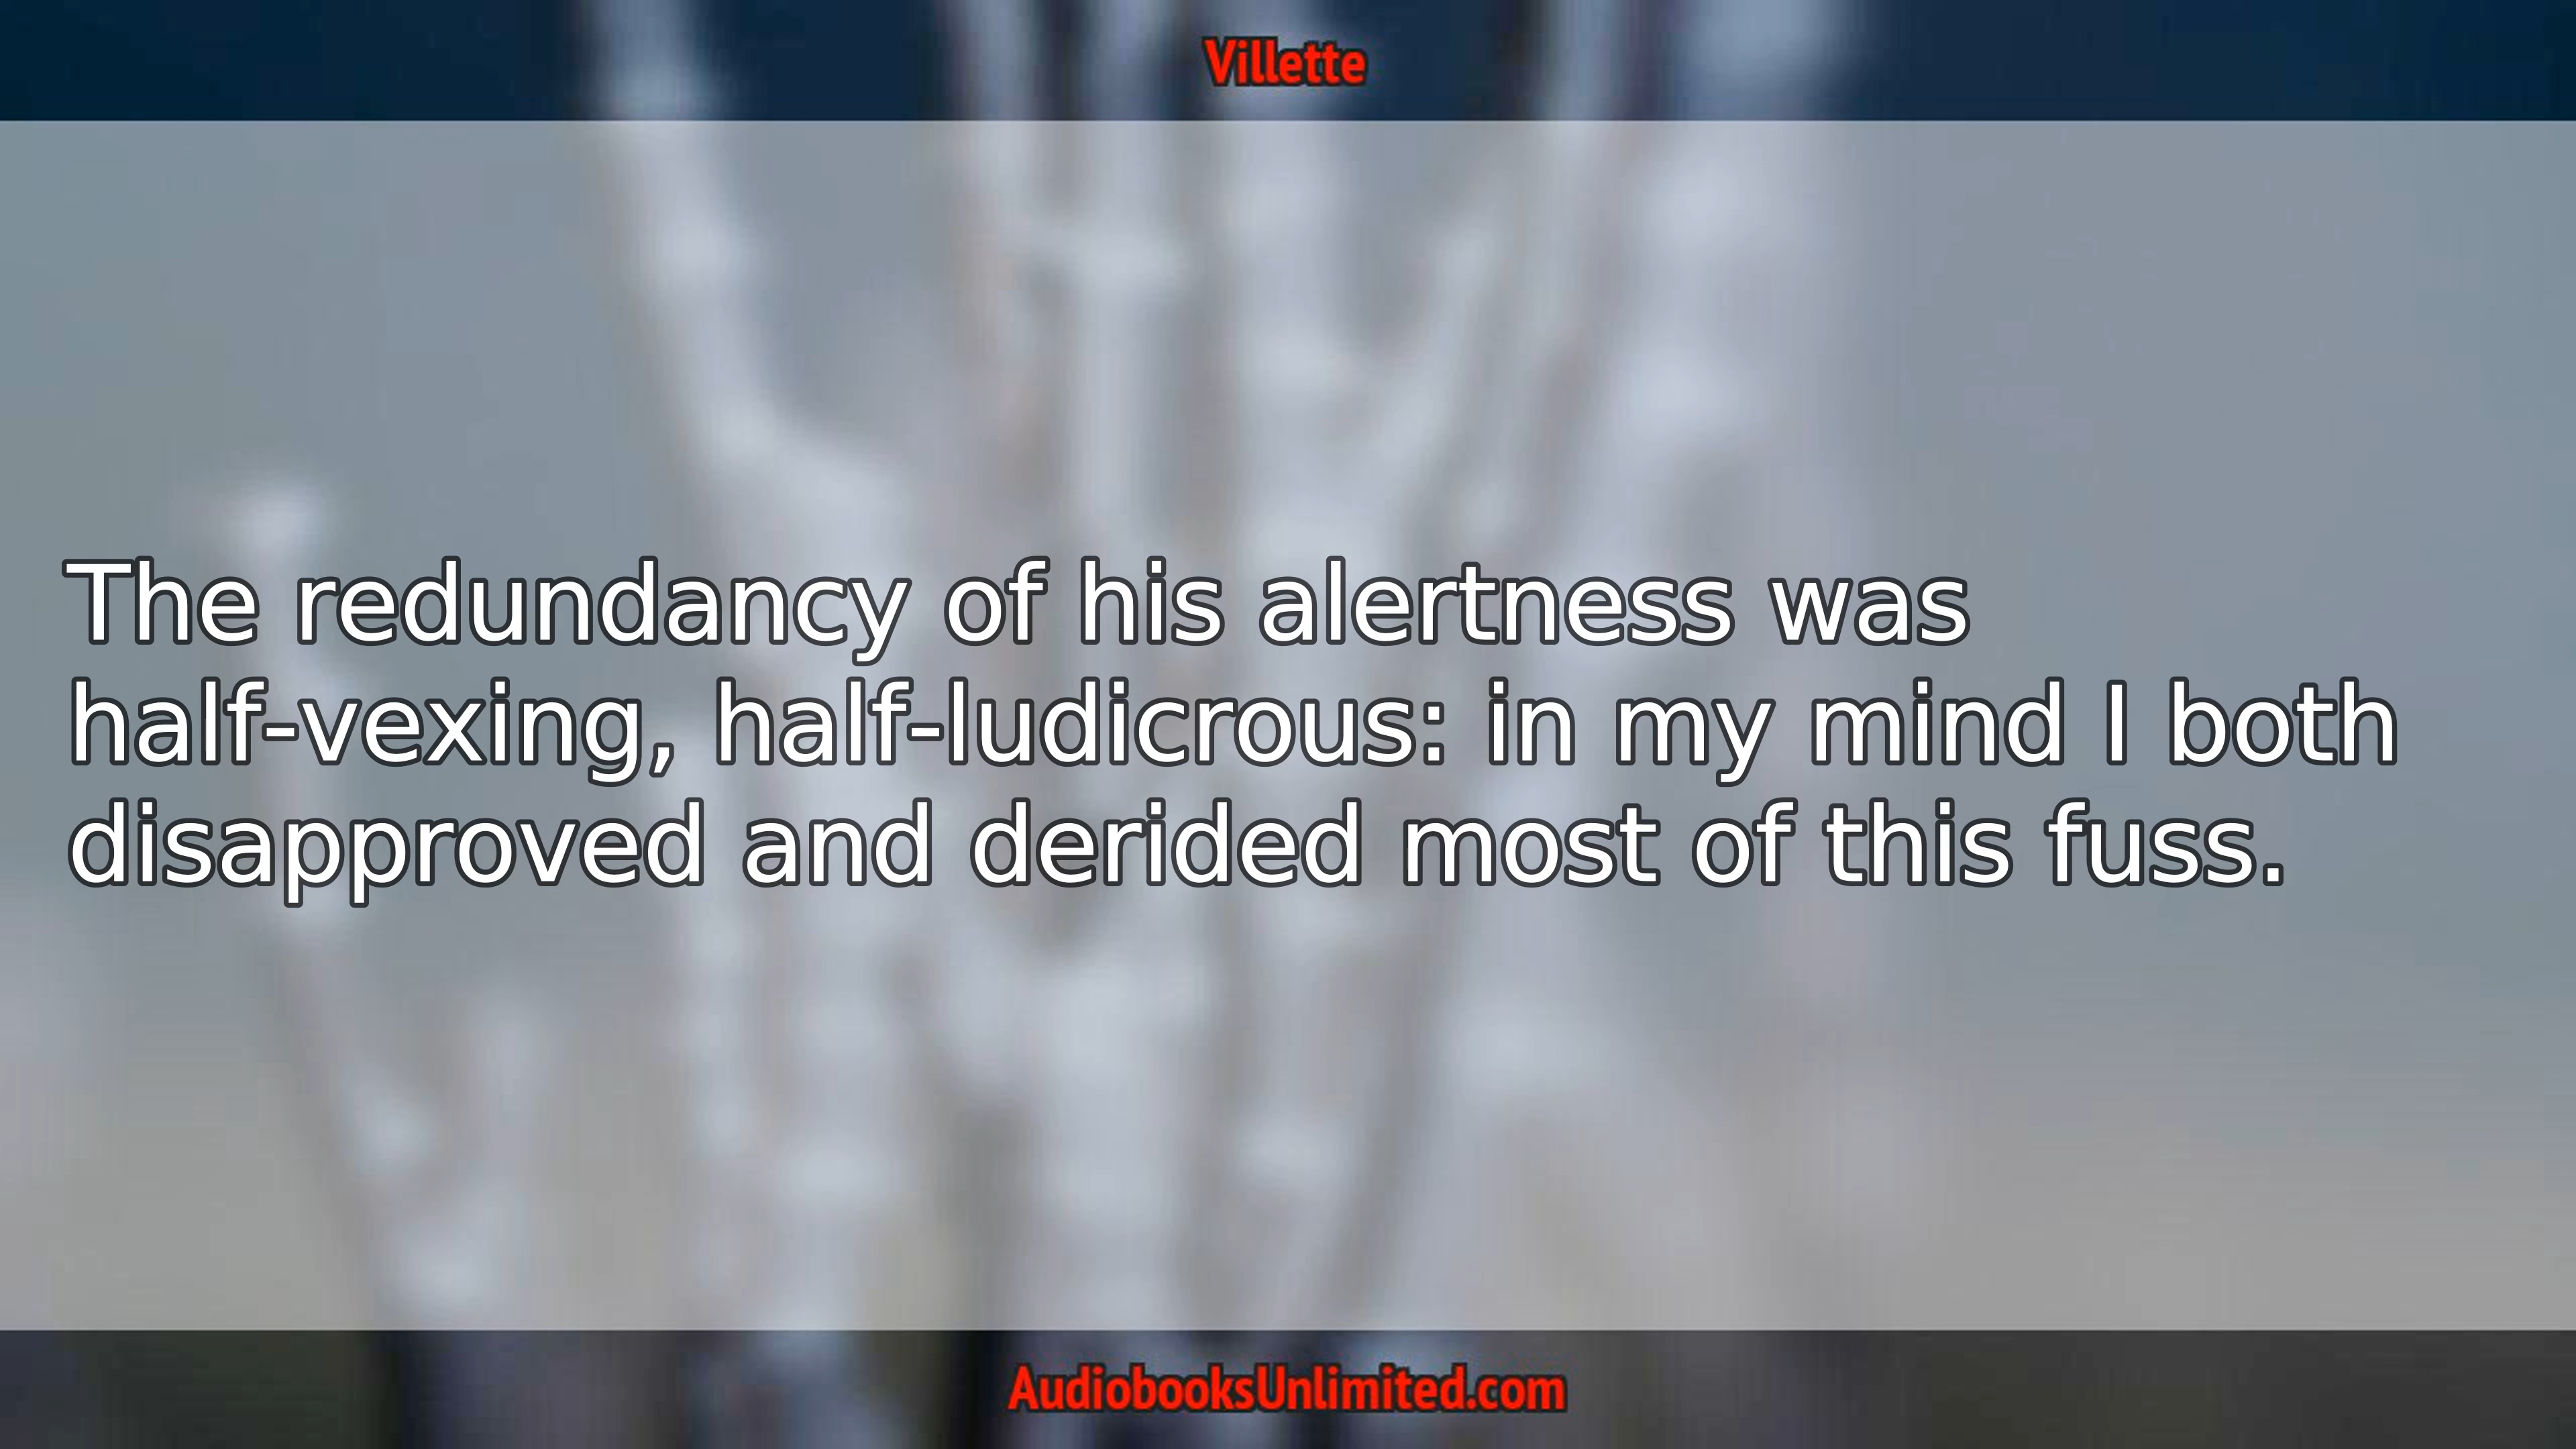 Villette
The redundancy of his alertness was
half-vexing, half-ludicrous: in my mind I both
disapproved and derided most of this fuss.
AudiobooksUnlimited.com